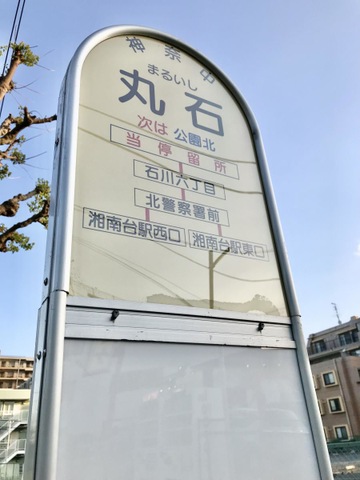 神奈中
まるいし
丸石
次は 公園北
当停留所
石川六丁目
北警察署前
湘南台駅西口 湘南台駅東口